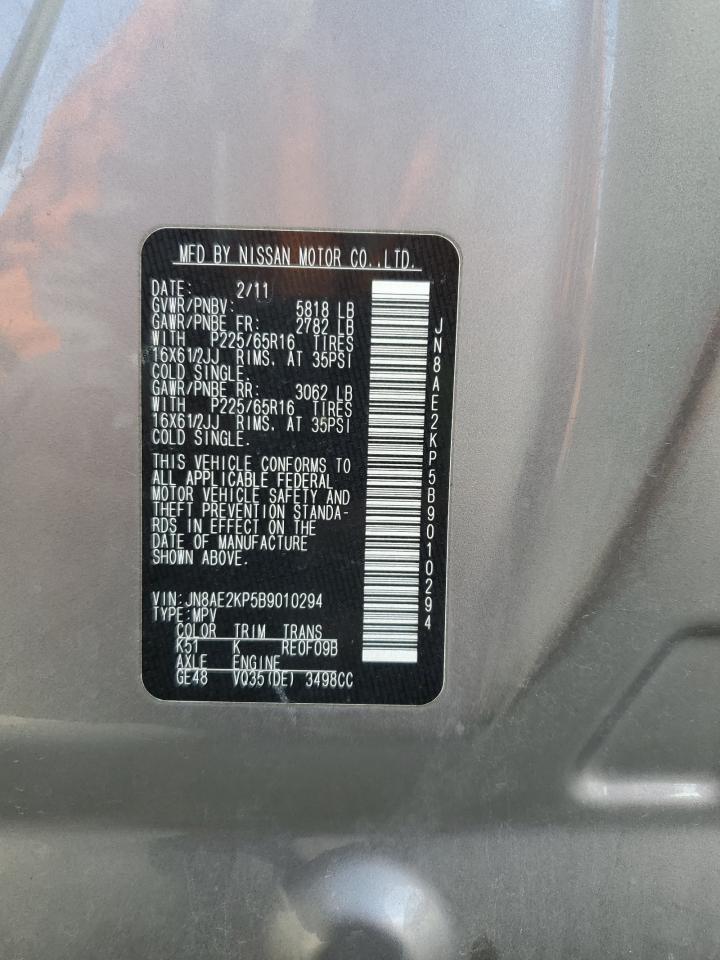 MFD BY NISSAN MOTOR CO.,LTD.
DATE: 2/11
GVWR/PNBV: 5818 LB
GAWR/PNBE FR: 2782 LB
WITH P225/65R16 TIRES
16X61/2JJ RIMS. AT 35PSI
COLD SINGLE.
GAWR/PNBE RR: 3062 LB
WITH P225/65R16 TIRES
16X61/2JJ RIMS. AT 35PSI
COLD SINGLE.
THIS VEHICLE CONFORMS TO
ALL APPLICABLE FEDERAL
MOTOR VEHICLE SAFETY AND
THEFT PREVENTION STANDA-
RDS IN EFFECT ON THE
DATE OF MANUFACTURE
SHOWN ABOVE.
VIN:JN8AE2KP5B9010294
TYPE:MPV
COLOR TRIM TRANS
K51 K RE0F09B
AXLE ENGINE
GE48 VQ35(DE) 3498CC
JN8AE2KP5B9010294